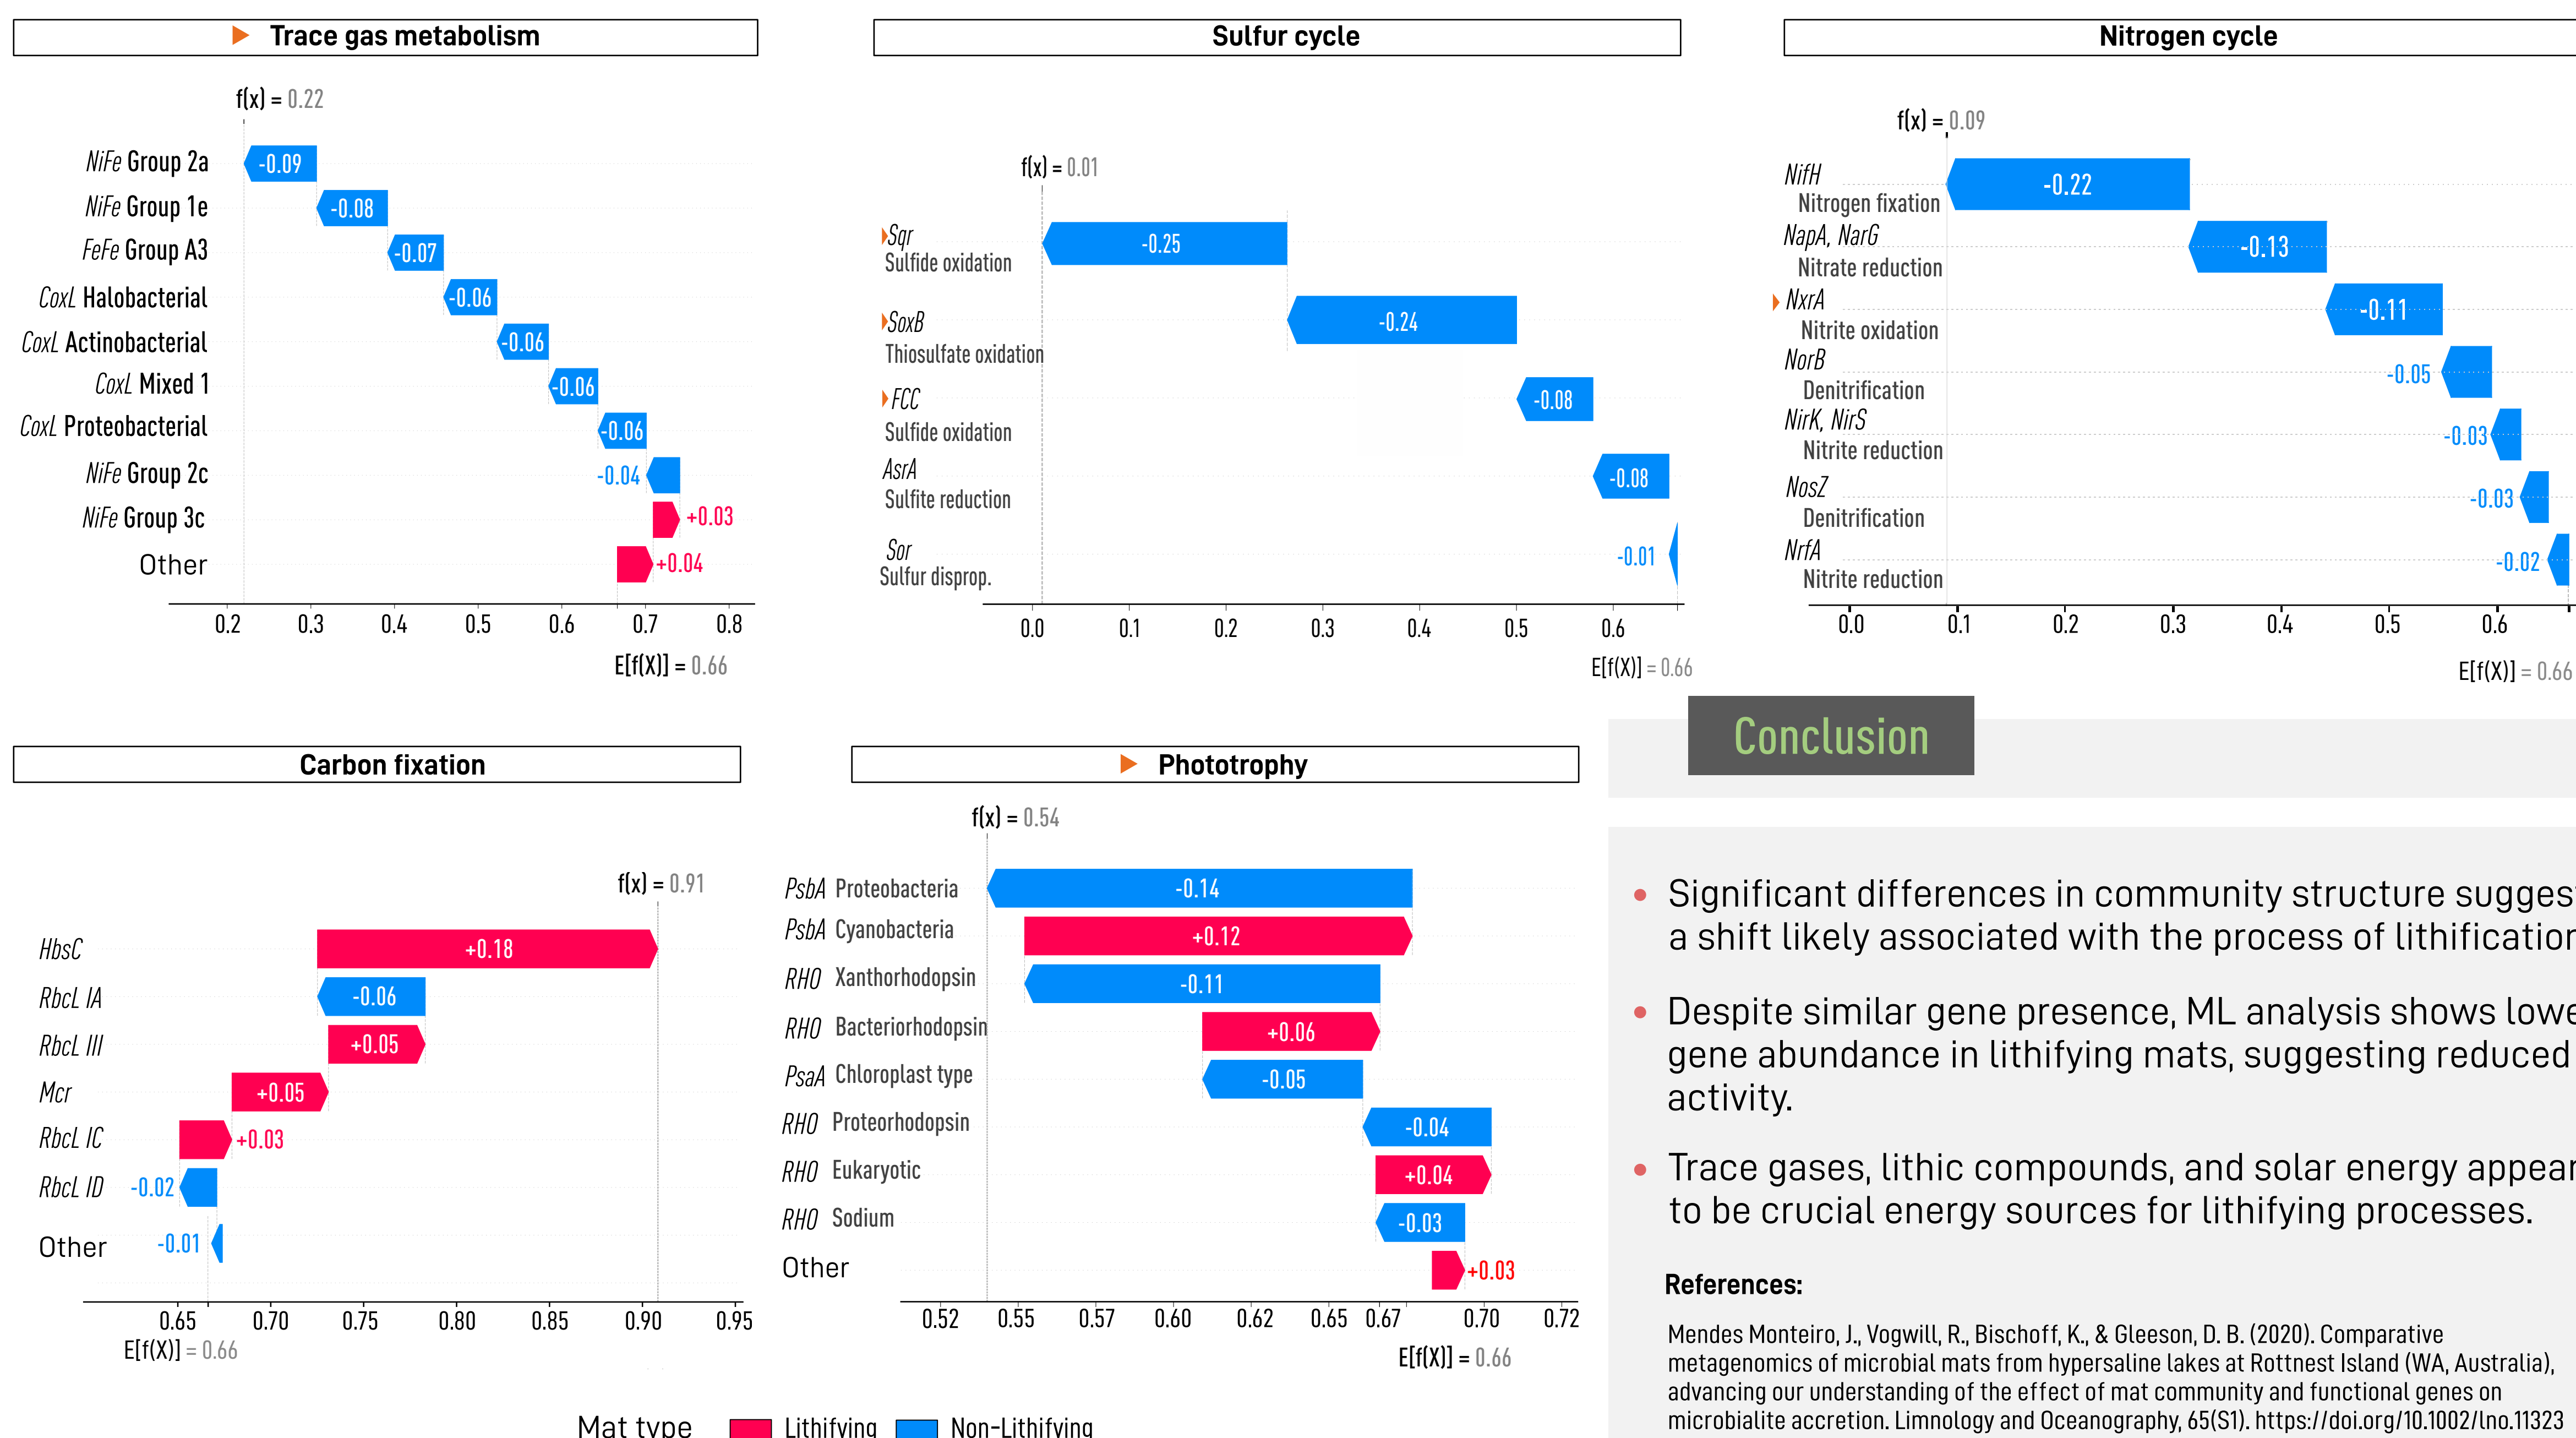 Trace gas metabolism
f(x) = 0.22
NiFe Group 2a
-0.09
NiFe Group 1e
-0.08
FeFe Group A3
-0.07
CoxL Halobacterial
-0.06
CoxL Actinobacterial
-0.06
CoxL Mixed 1
-0.06
CoxL Proteobacterial
-0.06
NiFe Group 2c
-0.04
NiFe Group 3c
+0.03
Other
+0.04
0.2 0.3 0.4 0.5 0.6 0.7 0.8
E[f(X)] = 0.66
Sulfur cycle
f(x) = 0.01
Sqr
Sulfide oxidation
-0.25
SoxB
Thiosulfate oxidation
-0.24
FCC
Sulfide oxidation
-0.08
AsrA
Sulfite reduction
-0.08
Sor
Sulfur disprop.
-0.01
0.0 0.1 0.2 0.3 0.4 0.5 0.6
E[f(X)] = 0.66
Nitrogen cycle
f(x) = 0.09
NifH
Nitrogen fixation
-0.22
NapA, NarG
Nitrate reduction
-0.13
NxrA
Nitrite oxidation
-0.11
NorB
Denitrification
-0.05
NirK, NirS
Nitrite reduction
-0.03
NosZ
Denitrification
-0.03
NrfA
Nitrite reduction
-0.02
0.0 0.1 0.2 0.3 0.4 0.5 0.6
E[f(X)] = 0.66
Carbon fixation
f(x) = 0.91
HbsC
+0.18
RbcL IA
-0.06
RbcL III
+0.05
Mcr
+0.05
RbcL IC
+0.03
RbcL ID
-0.02
Other
-0.01
0.65 0.70 0.75 0.80 0.85 0.90 0.95
E[f(X)] = 0.66
Phototrophy
f(x) = 0.54
PsbA Proteobacteria
-0.14
PsbA Cyanobacteria
+0.12
RHO Xanthorhodopsin
-0.11
RHO Bacteriorhodopsin
+0.06
PsaA Chloroplast type
-0.05
RHO Proteorhodopsin
-0.04
RHO Eukaryotic
+0.04
RHO Sodium
-0.03
Other
+0.03
0.52 0.55 0.57 0.60 0.62 0.65 0.67 0.70 0.72
E[f(X)] = 0.66
Mat type Lithifying Non-Lithifying
Conclusion
• Significant differences in community structure sugges
a shift likely associated with the process of lithification
• Despite similar gene presence, ML analysis shows lowe
gene abundance in lithifying mats, suggesting reduced
activity.
• Trace gases, lithic compounds, and solar energy appear
to be crucial energy sources for lithifying processes.
References:
Mendes Monteiro, J., Vogwill, R., Bischoff, K., & Gleeson, D. B. (2020). Comparative
metagenomics of microbial mats from hypersaline lakes at Rottnest Island (WA, Australia),
advancing our understanding of the effect of mat community and functional genes on
microbialite accretion. Limnology and Oceanography, 65(S1). https://doi.org/10.1002/lno.11323